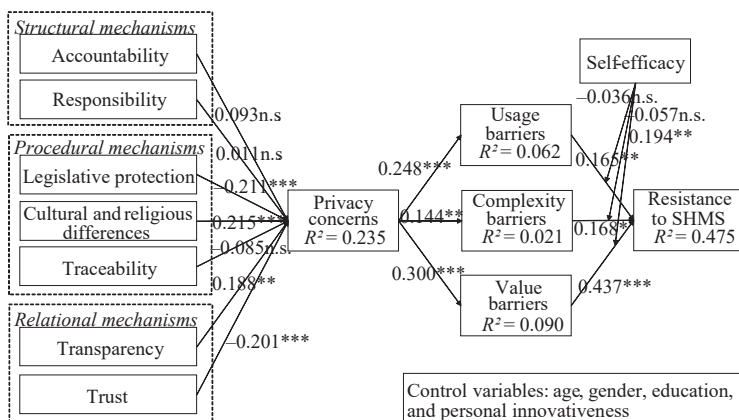 Structural mechanisms
Accountability
Responsibility
Procedural mechanisms
Legislative protection
Cultural and religious
differences
Traceability
Relational mechanisms
Transparency
Trust
0.093n.s
0.011n.s
–0.211***
0.215***
–0.085n.s.
0.188**
–0.201***
Privacy
concerns
R² = 0.235
0.248***
0.144**
0.300***
Usage
barriers
R² = 0.062
Complexity
barriers
R² = 0.021
Value
barriers
R² = 0.090
Self-efficacy
–0.036n.s.
–0.057n.s.
0.194**
0.165**
0.168*
0.437***
Resistance
to SHMS
R² = 0.475
Control variables: age, gender, education,
and personal innovativeness